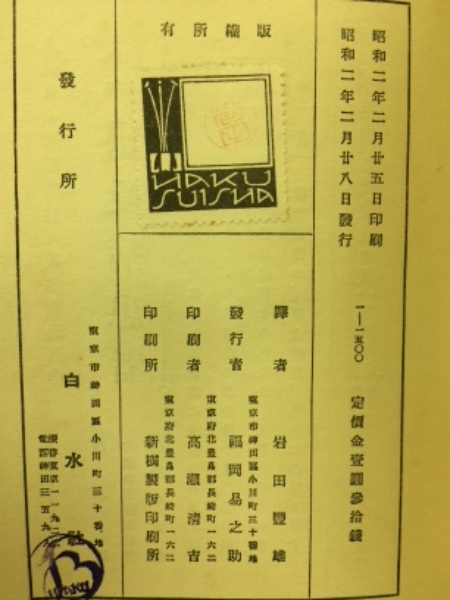 昭和二年二月廿五日印刷
昭和二年二月廿八日發行
一—一五〇〇
定價金壹圓參拾錢
版權所有
HAKU
SUISHA
譯者 岩田豐雄
東京市神田區小川町三十番地
發行者 福岡易之助
東京府北豊島郡長崎町一六二
印刷者 高瀬清吉
東京府北豊島郡長崎町一六二
印刷所 新樹製版印刷所
發行所
東京市神田區小川町三十番地
白水社